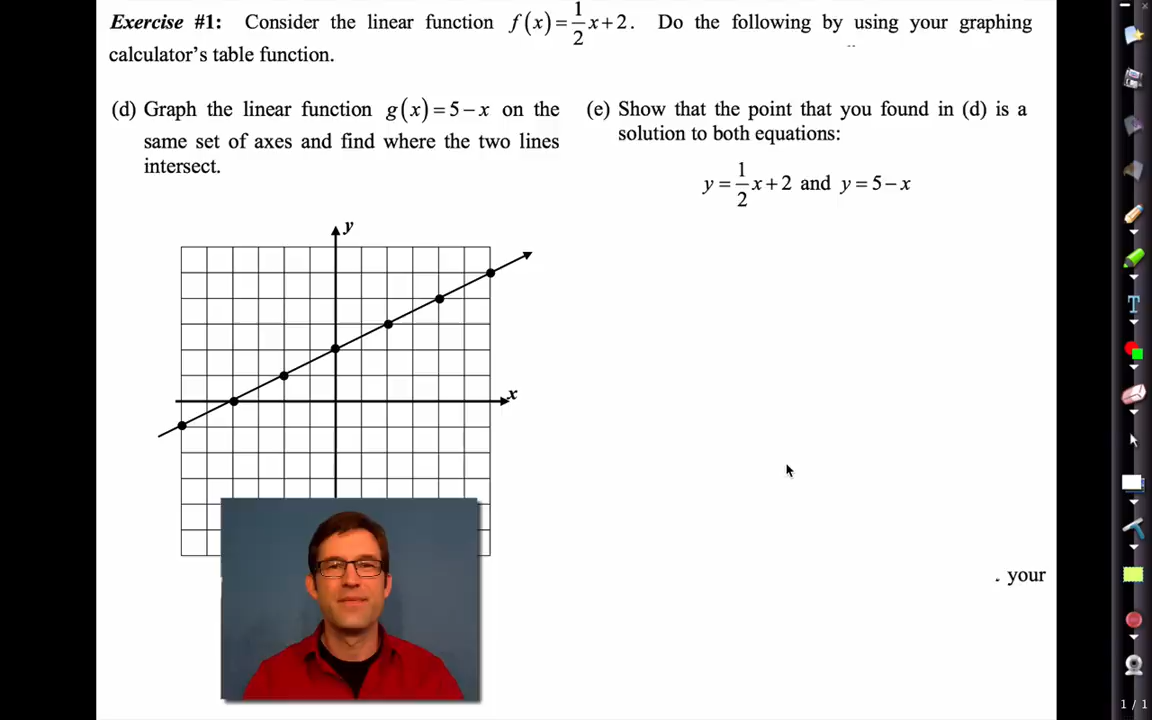 Exercise #1: Consider the linear function f(x) = 1/2 x + 2. Do the following by using your graphing
calculator's table function.
(d) Graph the linear function g(x) = 5 − x on the
same set of axes and find where the two lines
intersect.
(e) Show that the point that you found in (d) is a
solution to both equations:
y = 1/2 x + 2 and y = 5 − x
y
x
. your
T
1 / 1